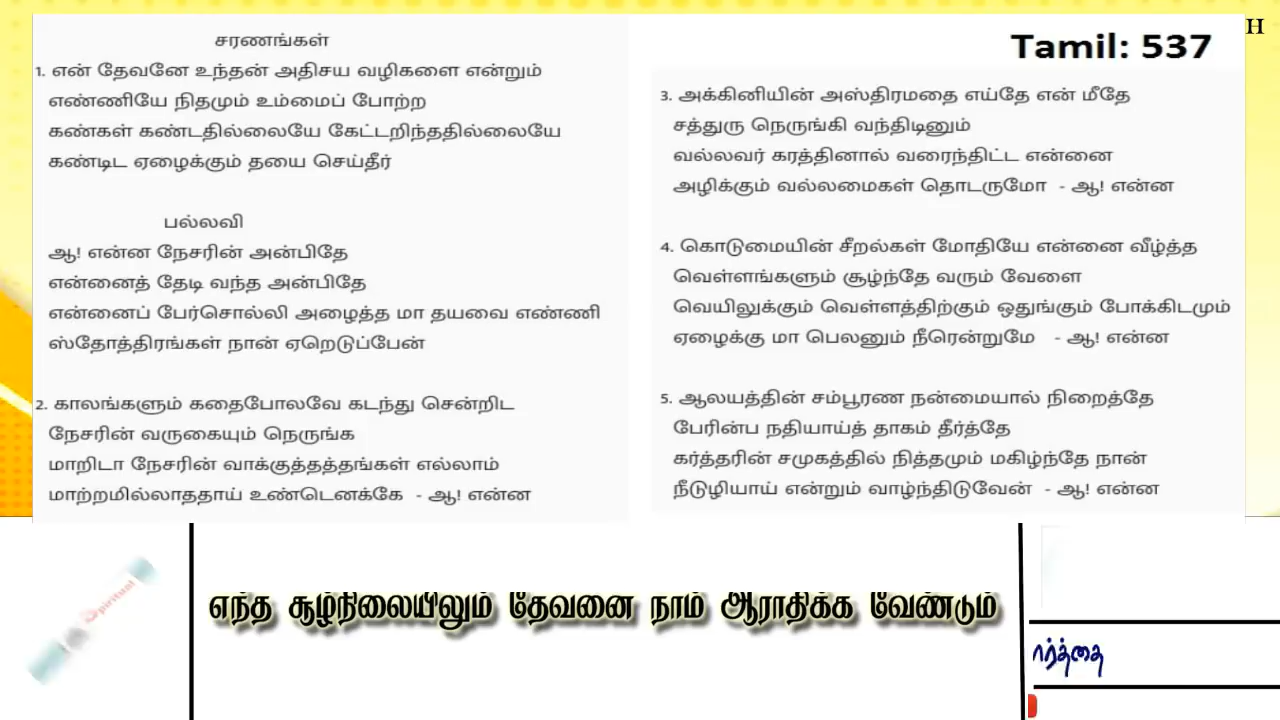 H
Tamil: 537
சரணங்கள்
1. என் தேவனே உந்தன் அதிசய வழிகளை என்றும்
எண்ணியே நிதமும் உம்மைப் போற்ற
கண்கள் கண்டதில்லையே கேட்டறிந்ததில்லையே
கண்டிட ஏழைக்கும் தயை செய்தீர்
பல்லவி
ஆ! என்ன நேசரின் அன்பிதே
என்னைத் தேடி வந்த அன்பிதே
என்னைப் பேர்சொல்லி அழைத்த மா தயவை எண்ணி
ஸ்தோத்திரங்கள் நான் ஏறெடுப்பேன்
2. காலங்களும் கதைபோலவே கடந்து சென்றிட
நேசரின் வருகையும் நெருங்க
மாறிடா நேசரின் வாக்குத்தத்தங்கள் எல்லாம்
மாற்றமில்லாததாய் உண்டெனக்கே - ஆ! என்ன
3. அக்கினியின் அஸ்திரமதை எய்தே என் மீதே
சத்துரு நெருங்கி வந்திடினும்
வல்லவர் கரத்தினால் வரைந்திட்ட என்னை
அழிக்கும் வல்லமைகள் தொடருமோ - ஆ! என்ன
4. கொடுமையின் சீறல்கள் மோதியே என்னை வீழ்த்த
வெள்ளங்களும் சூழ்ந்தே வரும் வேளை
வெயிலுக்கும் வெள்ளத்திற்கும் ஒதுங்கும் போக்கிடமும்
ஏழைக்கு மா பெலனும் நீரென்றுமே - ஆ! என்ன
5. ஆலயத்தின் சம்பூரண நன்மையால் நிறைத்தே
பேரின்ப நதியாய்த் தாகம் தீர்த்தே
கர்த்தரின் சமுகத்தில் நித்தமும் மகிழ்ந்தே நான்
நீடுழியாய் என்றும் வாழ்ந்திடுவேன் - ஆ! என்ன
எந்த சூழ்நிலையிலும் தேவனை நாம் ஆராதிக்க வேண்டும்
ார்த்தை